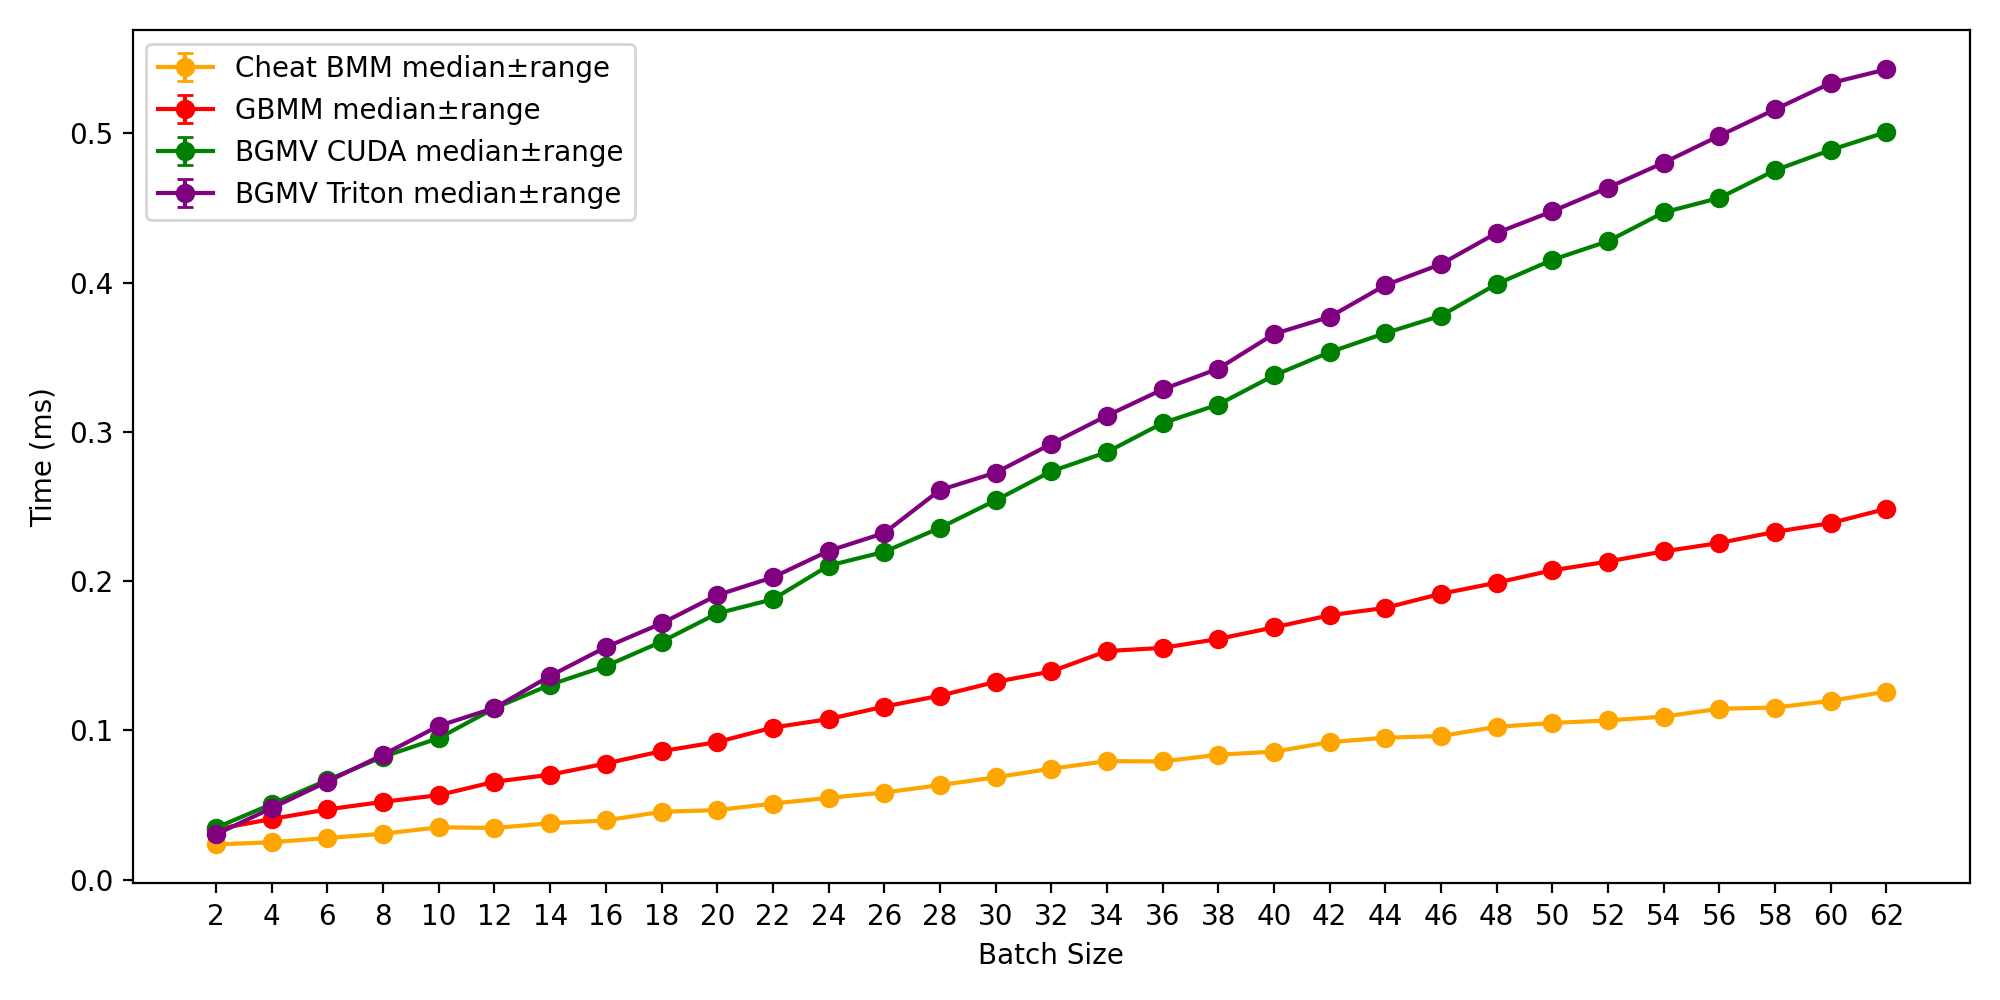 Cheat BMM median±range
GBMM median±range
BGMV CUDA median±range
BGMV Triton median±range
0.5
0.4
0.3
0.2
0.1
0.0
Time (ms)
2 4 6 8 10 12 14 16 18 20 22 24 26 28 30 32 34 36 38 40 42 44 46 48 50 52 54 56 58 60 62
Batch Size